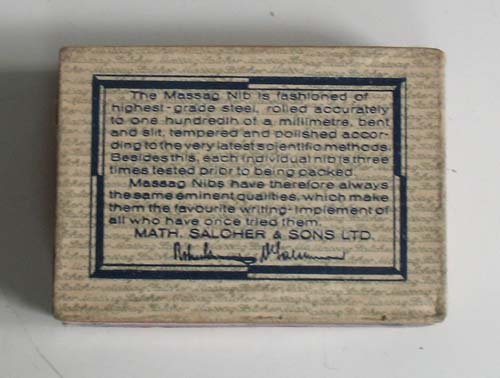 The Massag Nib is fashioned of
highest-grade steel, rolled accurately
to one hundredth of a millimetre, bent
and slit, tempered and polished accor-
ding to the very latest scientific methods.
Besides this, each individual nib is three
times tested prior to being packed.
Massag Nibs have therefore always
the same eminent qualities, which make
them the favourite writing-implement of
all who have once tried them.
MATH. SALCHER & SONS LTD.